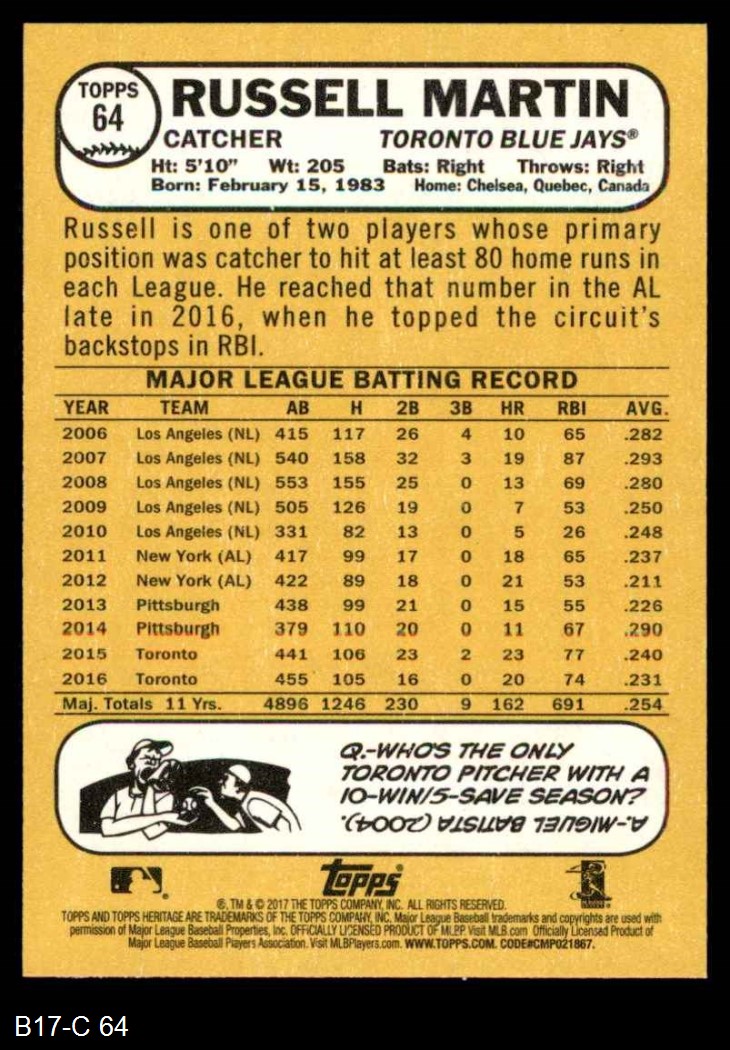 TOPPS
64
RUSSELL MARTIN
CATCHER TORONTO BLUE JAYS®
Ht: 5'10" Wt: 205 Bats: Right Throws: Right
Born: February 15, 1983 Home: Chelsea, Quebec, Canada
Russell is one of two players whose primary
position was catcher to hit at least 80 home runs in
each League. He reached that number in the AL
late in 2016, when he topped the circuit's
backstops in RBI.
MAJOR LEAGUE BATTING RECORD
YEAR TEAM AB H 2B 3B HR RBI AVG.
2006 Los Angeles (NL) 415 117 26 4 10 65 .282
2007 Los Angeles (NL) 540 158 32 3 19 87 .293
2008 Los Angeles (NL) 553 155 25 0 13 69 .280
2009 Los Angeles (NL) 505 126 19 0 7 53 .250
2010 Los Angeles (NL) 331 82 13 0 5 26 .248
2011 New York (AL) 417 99 17 0 18 65 .237
2012 New York (AL) 422 89 18 0 21 53 .211
2013 Pittsburgh 438 99 21 0 15 55 .226
2014 Pittsburgh 379 110 20 0 11 67 .290
2015 Toronto 441 106 23 2 23 77 .240
2016 Toronto 455 105 16 0 20 74 .231
Maj. Totals 11 Yrs. 4896 1246 230 9 162 691 .254
Q.-WHO'S THE ONLY
TORONTO PITCHER WITH A
10-WIN/5-SAVE SEASON?
A-MIGUEL BATISTA (2004).
topps
®, TM & © 2017 THE TOPPS COMPANY, INC. ALL RIGHTS RESERVED.
TOPPS AND TOPPS HERITAGE ARE TRADEMARKS OF THE TOPPS COMPANY, INC. Major League Baseball trademarks and copyrights are used with
permission of Major League Baseball Properties, Inc. OFFICIALLY LICENSED PRODUCT OF MLBP. Visit MLB.com Officially Licensed Product of
Major League Baseball Players Association. Visit MLBPlayers.com. WWW.TOPPS.COM. CODE#CMP021867.
B17-C 64